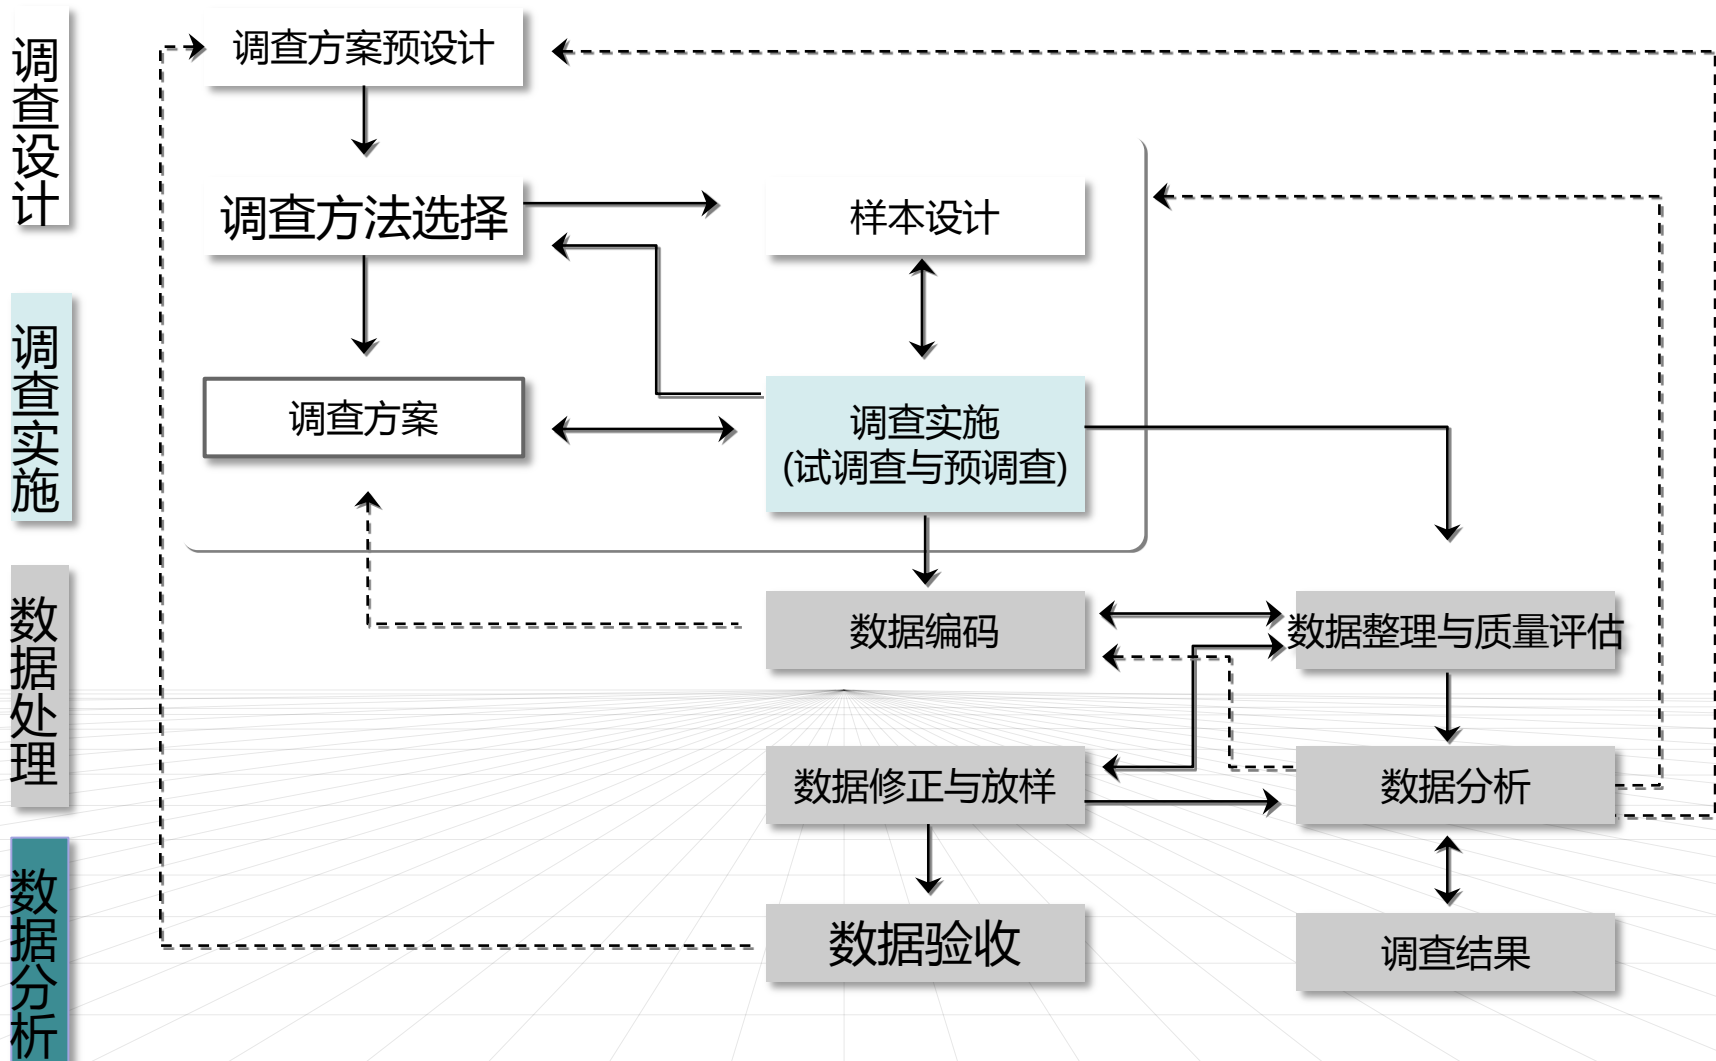 调查设计
调查方案预设计
调查方法选择
样本设计
调查实施
调查方案
调查实施
(试调查与预调查)
数据处理
数据编码
数据整理与质量评估
数据修正与放样
数据分析
数据分析
数据验收
调查结果